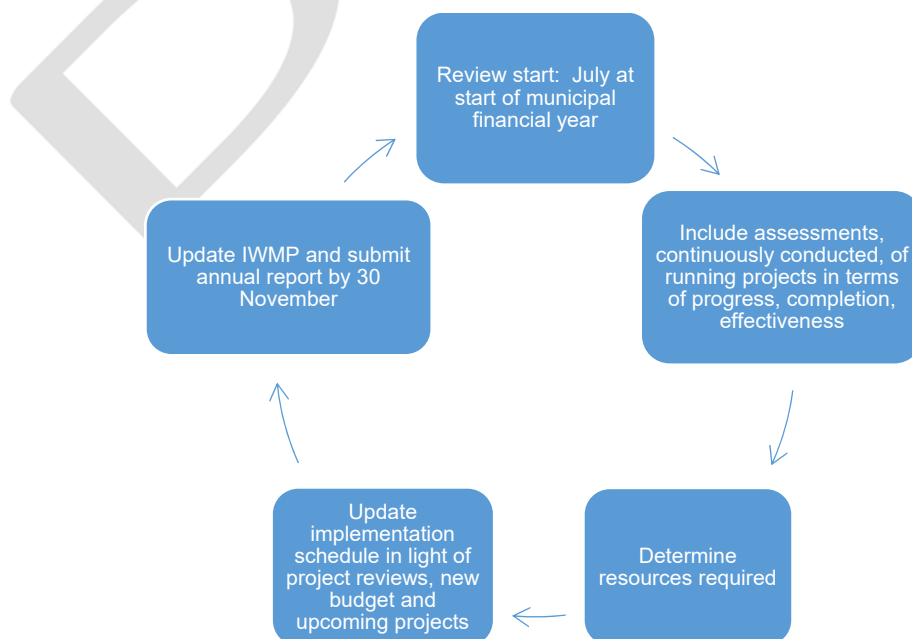 Review start: July at
start of municipal
financial year
Include assessments,
continuously conducted, of
running projects in terms
of progress, completion,
effectiveness
Determine
resources required
Update
implementation
schedule in light of
project reviews, new
budget and
upcoming projects
Update IWMP and submit
annual report by 30
November